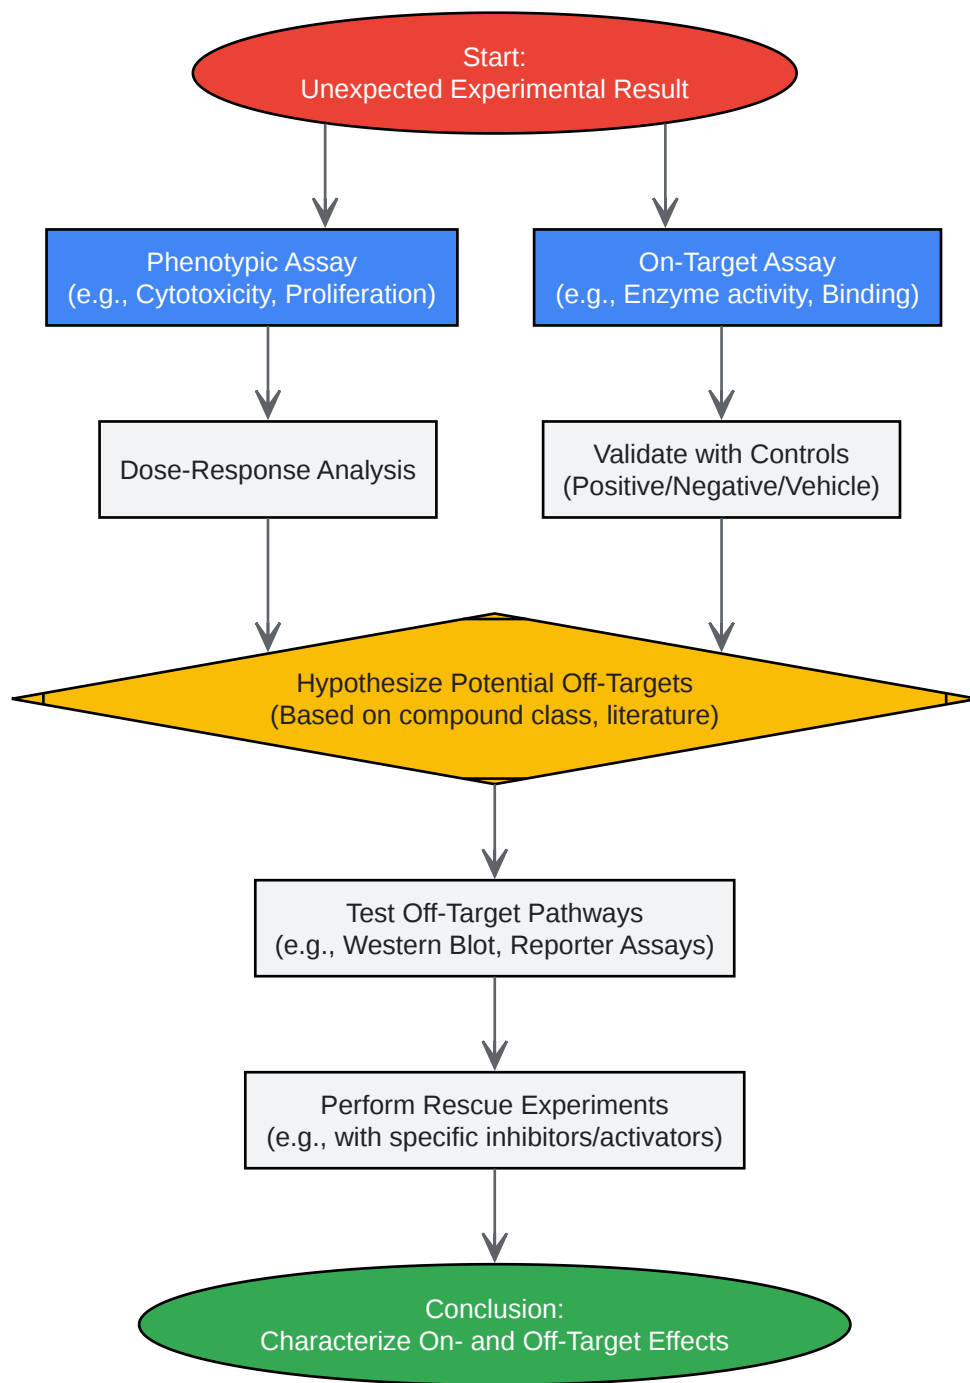 Start:
Unexpected Experimental Result
Phenotypic Assay
(e.g., Cytotoxicity, Proliferation)
On-Target Assay
(e.g., Enzyme activity, Binding)
Dose-Response Analysis
Validate with Controls
(Positive/Negative/Vehicle)
Hypothesize Potential Off-Targets
(Based on compound class, literature)
Test Off-Target Pathways
(e.g., Western Blot, Reporter Assays)
Perform Rescue Experiments
(e.g., with specific inhibitors/activators)
Conclusion:
Characterize On- and Off-Target Effects